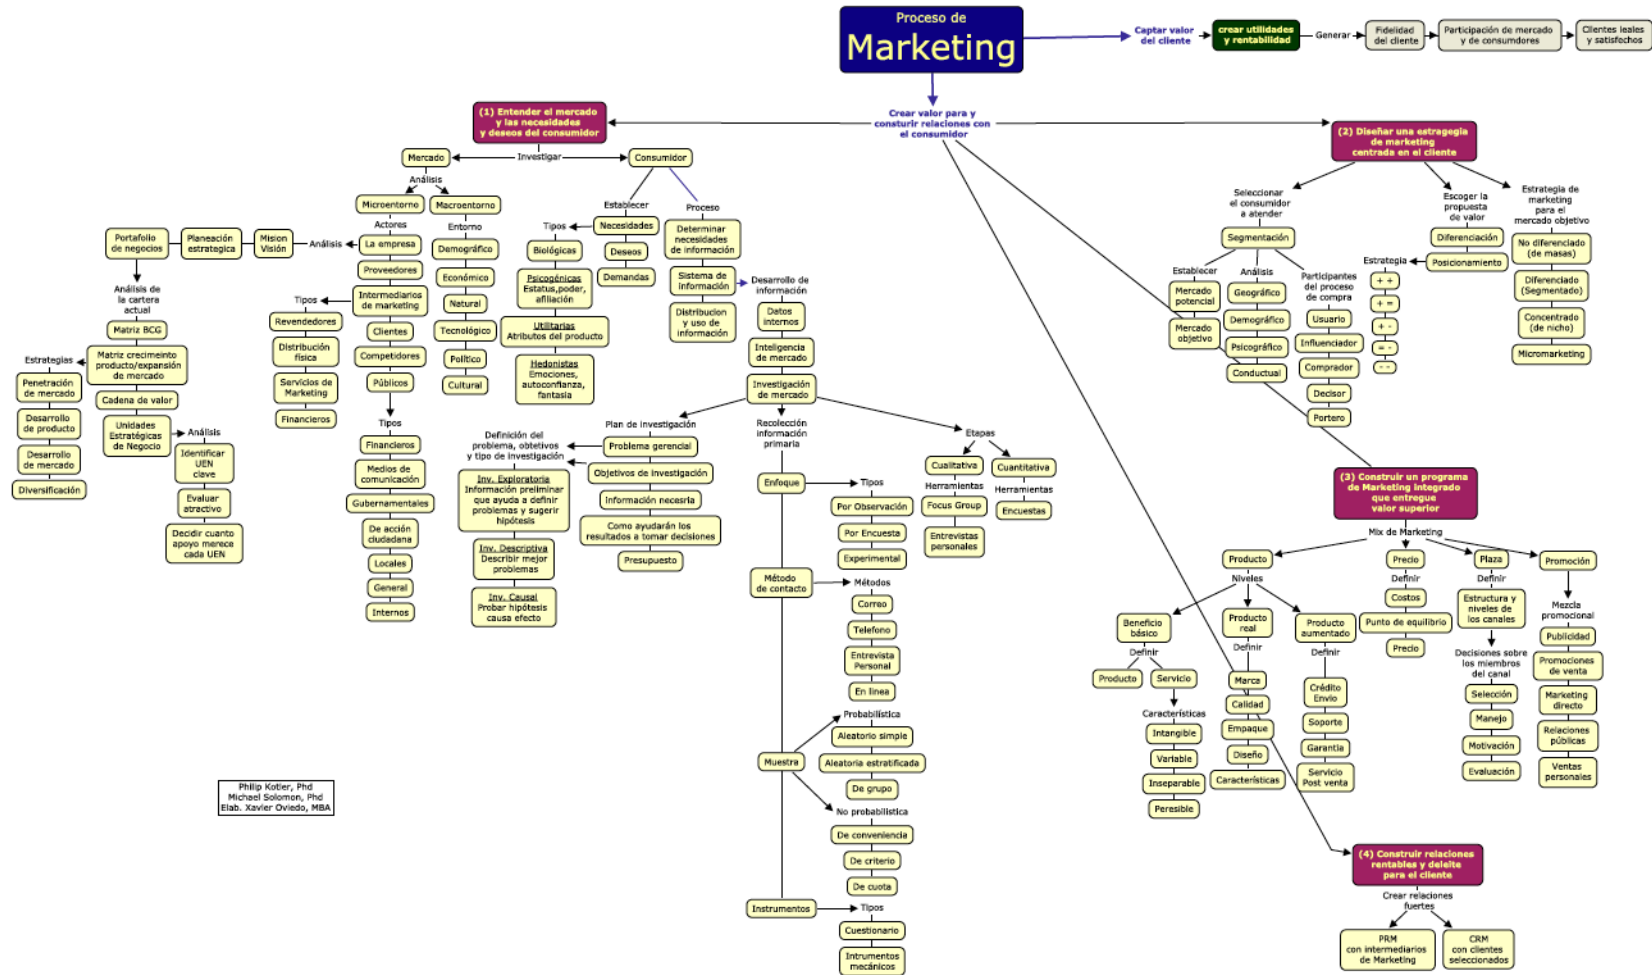 Proceso de
Marketing
Captar valor
del cliente
crear utilidades
y rentabilidad
Generar
Fidelidad
del cliente
Participación de mercado
y de consumdores
Clientes leales
y satisfechos
Crear valor para y
consturir relaciones con
el consumidor
(1) Entender el mercado
y las necesidades
y deseos del consumidor
Investigar
Mercado
Consumidor
Análisis
Microentorno
Macroentorno
Actores
La empresa
Proveedores
Intermediarios
de marketing
Clientes
Competidores
Públicos
Entorno
Demográfico
Económico
Natural
Tecnológico
Político
Cultural
Análisis
Mision
Visión
Planeación
estrategica
Portafolio
de negocios
Análisis de
la cartera
actual
Matriz BCG
Matriz crecimeinto
producto/expansión
de mercado
Cadena de valor
Unidades
Estratégicas
de Negocio
Estrategias
Penetración
de mercado
Desarrollo
de producto
Desarrollo
de mercado
Diversificación
Análisis
Identificar
UEN
clave
Evaluar
atractivo
Decidir cuanto
apoyo merece
cada UEN
Tipos
Revendedores
Distribución
física
Servicios de
Marketing
Financieros
Tipos
Financieros
Medios de
comunicación
Gubernamentales
De acción
ciudadana
Locales
General
Internos
Establecer
Necesidades
Deseos
Demandas
Tipos
Biológicas
Psicogénicas
Estatus,poder,
afiliación
Utilitarias
Atributos del producto
Hedonistas
Emociones,
autoconfianza,
fantasia
Proceso
Determinar
necesidades
de información
Sistema de
información
Distribucion
y uso de
información
Desarrollo de
información
Datos
internos
Inteligencia
de mercado
Investigación
de mercado
Plan de investigación
Problema gerencial
Objetivos de investigación
Información necesria
Como ayudarán los
resultados a tomar decisiones
Presupuesto
Definición del
problema, obtetivos
y tipo de investigación
Inv. Exploratoria
Información preliminar
que ayuda a definir
problemas y sugerir
hipótesis
Inv. Descriptiva
Describir mejor
problemas
Inv. Causal
Probar hipótesis
causa efecto
Recolección
información
primaria
Enfoque
Tipos
Por Observación
Por Encuesta
Experimental
Método
de contacto
Métodos
Correo
Telefono
Entrevista
Personal
En linea
Muestra
Probabilística
Aleatorio simple
Aleatoria estratificada
De grupo
No probabilistica
De conveniencia
De criterio
De cuota
Instrumentos
Tipos
Cuestionario
Intrumentos
mecánicos
Etapas
Cualitativa
Herramientas
Focus Group
Entrevistas
personales
Cuantitativa
Herramientas
Encuestas
(2) Diseñar una estragegia
de marketing
centrada en el cliente
Seleccionar
el consumidor
a atender
Segmentación
Establecer
Mercado
potencial
Mercado
objetivo
Análisis
Geográfico
Demográfico
Psicográfico
Conductual
Participantes
del proceso
de compra
Usuario
Influenciador
Comprador
Decisor
Portero
Escoger la
propuesta
de valor
Diferenciación
Posicionamiento
Estrategia
+ +
+ =
+ -
= -
- -
Estrategia de
marketing
para el
mercado objetivo
No diferenciado
(de masas)
Diferenciado
(Segmentado)
Concentrado
(de nicho)
Micromarketing
(3) Construir un programa
de Marketing integrado
que entregue
valor superior
Mix de Marketing
Producto
Niveles
Beneficio
básico
Definir
Producto
Servicio
Características
Intangible
Variable
Inseparable
Peresible
Producto
real
Definir
Marca
Calidad
Empaque
Diseño
Características
Producto
aumentado
Definir
Crédito
Envio
Soporte
Garantia
Servicio
Post venta
Precio
Definir
Costos
Punto de equilibrio
Precio
Plaza
Definir
Estructura y
niveles de
los canales
Decisiones sobre
los miembros
del canal
Selección
Manejo
Motivación
Evaluación
Promoción
Mezcla
promocional
Publicidad
Promociones
de venta
Marketing
directo
Relaciones
públicas
Ventas
personales
(4) Construir relaciones
rentables y deleite
para el cliente
Crear relaciones
fuertes
PRM
con intermediarios
de Marketing
CRM
con clientes
seleccionados
Philip Kotler, Phd
Michael Solomon, Phd
Elab. Xavier Oviedo, MBA